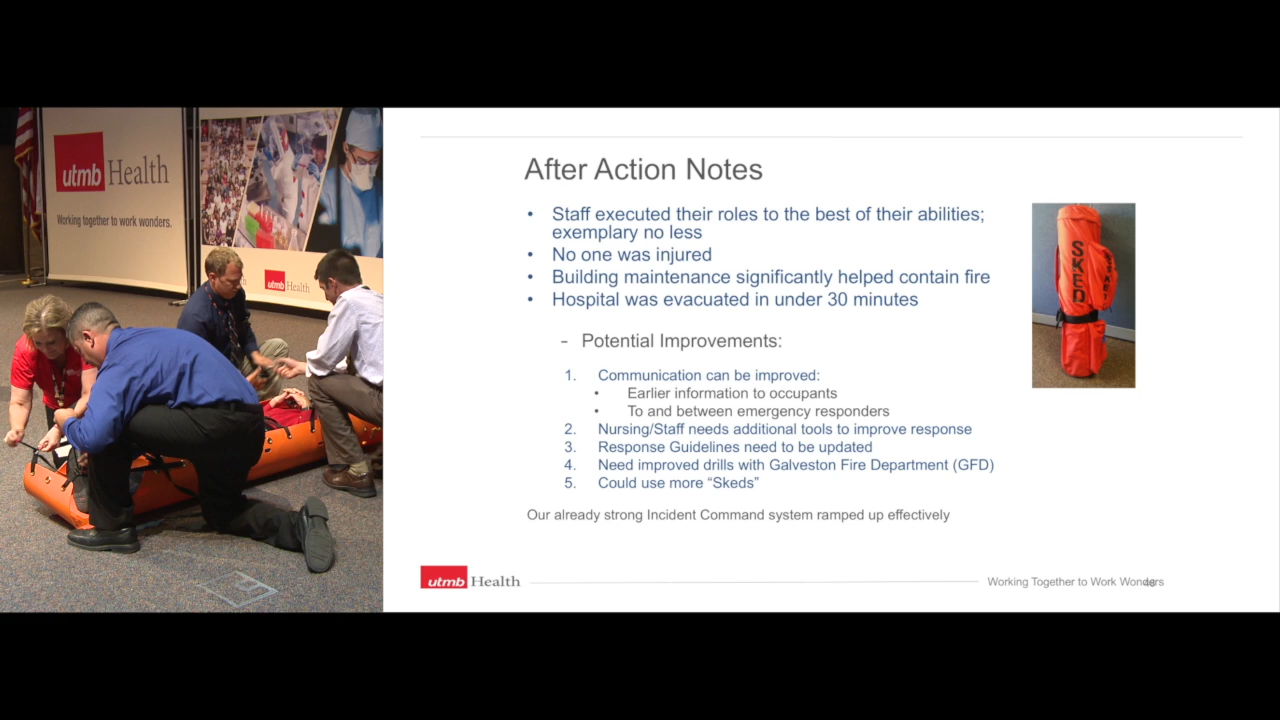 utmb Health
Working together to work wonders.
utmb Health
After Action Notes
• Staff executed their roles to the best of their abilities;
exemplary no less
• No one was injured
• Building maintenance significantly helped contain fire
• Hospital was evacuated in under 30 minutes
- Potential Improvements:
1. Communication can be improved:
• Earlier information to occupants
• To and between emergency responders
2. Nursing/Staff needs additional tools to improve response
3. Response Guidelines need to be updated
4. Need improved drills with Galveston Fire Department (GFD)
5. Could use more “Skeds”
Our already strong Incident Command system ramped up effectively
SKED
SKED
utmb Health
Working Together to Work Wonders